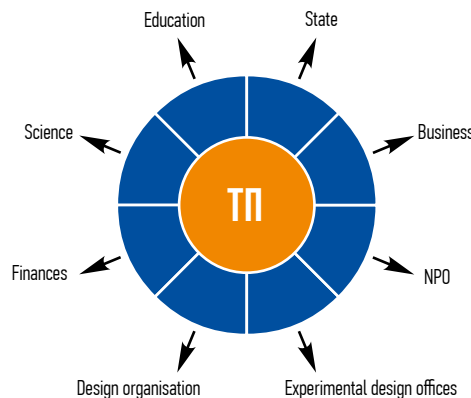 Education
State
Science
Business
ТП
Finances
NPO
Design organisation
Experimental design offices